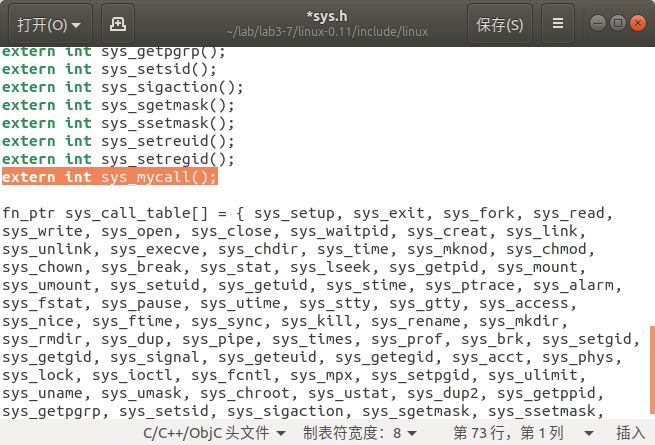 打开(O)
*sys.h
~/lab/lab3-7/linux-0.11/include/linux
保存(S)
extern int sys_getpgrp();
extern int sys_setsid();
extern int sys_sigaction();
extern int sys_sgetmask();
extern int sys_ssetmask();
extern int sys_setreuid();
extern int sys_setregid();
extern int sys_mycall();
fn_ptr sys_call_table[] = { sys_setup, sys_exit, sys_fork, sys_read,
sys_write, sys_open, sys_close, sys_waitpid, sys_creat, sys_link,
sys_unlink, sys_execve, sys_chdir, sys_time, sys_mknod, sys_chmod,
sys_chown, sys_break, sys_stat, sys_lseek, sys_getpid, sys_mount,
sys_umount, sys_setuid, sys_getuid, sys_stime, sys_ptrace, sys_alarm,
sys_fstat, sys_pause, sys_utime, sys_stty, sys_gtty, sys_access,
sys_nice, sys_ftime, sys_sync, sys_kill, sys_rename, sys_mkdir,
sys_rmdir, sys_dup, sys_pipe, sys_times, sys_prof, sys_brk, sys_setgid,
sys_getgid, sys_signal, sys_geteuid, sys_getegid, sys_acct, sys_phys,
sys_lock, sys_ioctl, sys_fcntl, sys_mpx, sys_setpgid, sys_ulimit,
sys_uname, sys_umask, sys_chroot, sys_ustat, sys_dup2, sys_getppid,
sys_getpgrp, sys_setsid, sys_sigaction, sys_sgetmask, sys_ssetmask,
C/C++/ObjC 头文件 制表符宽度：8 第 73 行，第 1 列 插入